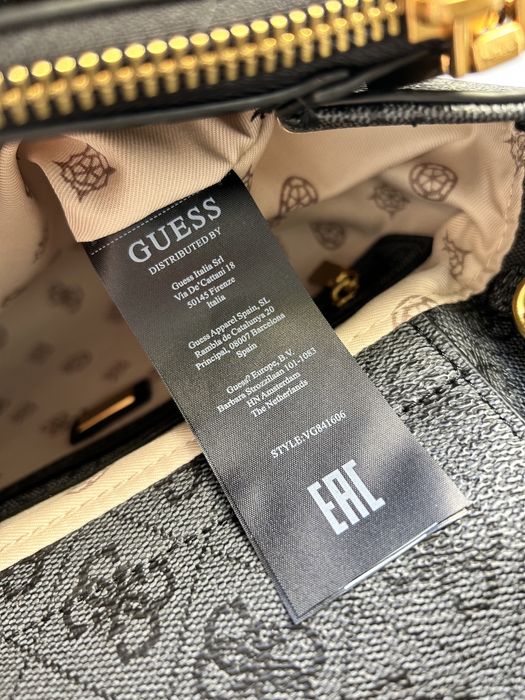 GUESS
DISTRIBUTED BY
Guess Italia Srl
Via De' Cattani 18
50145 Firenze
Italia
Guess Apparel Spain, SL
Rambla de Catalunya 20
Principal, 08007 Barcelona
Spain
Guess? Europe, B.V.
Barbara Strozzilaan 101-1083
HN Amsterdam
The Netherlands
STYLE:VG841606
EAC